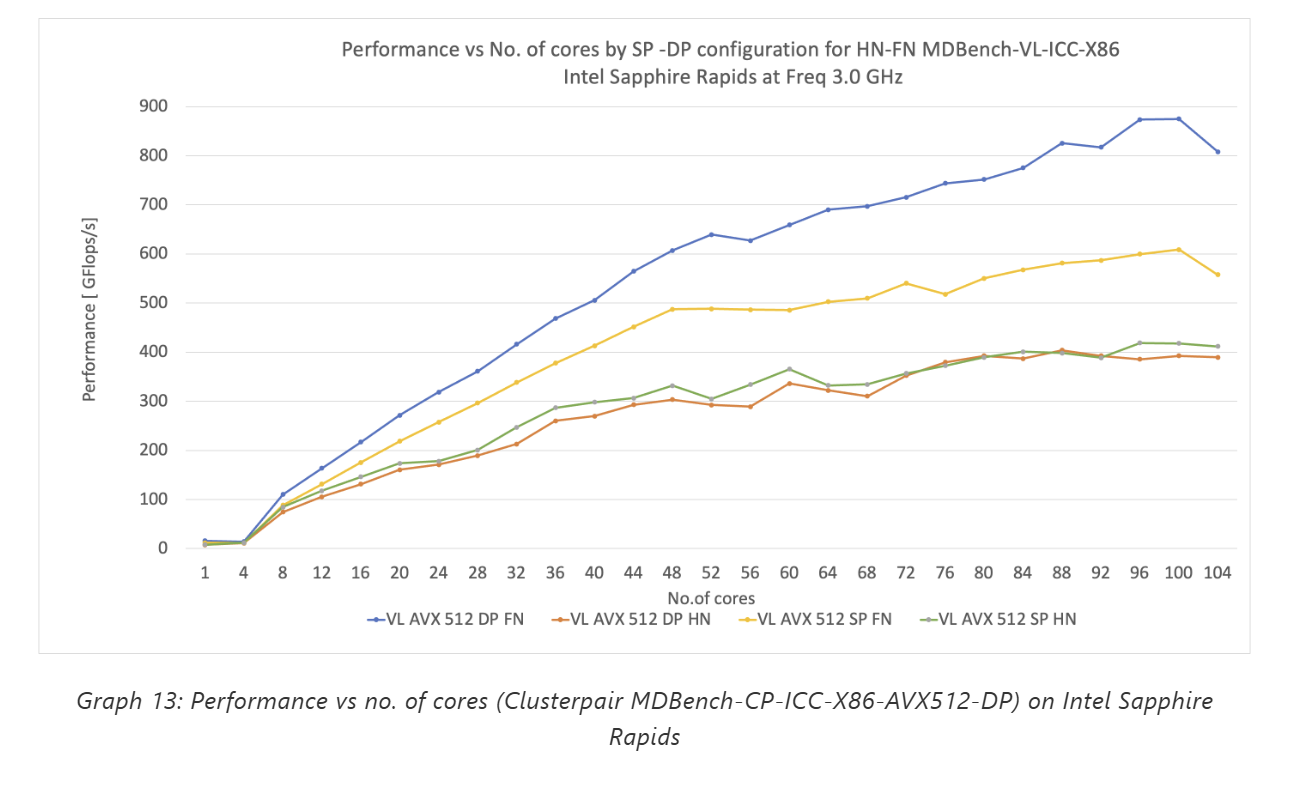 Performance vs No. of cores by SP -DP configuration for HN-FN MDBench-VL-ICC-X86
Intel Sapphire Rapids at Freq 3.0 GHz
900
800
700
600
500
400
300
200
100
0
Performance [ GFlops/s]
1 4 8 12 16 20 24 28 32 36 40 44 48 52 56 60 64 68 72 76 80 84 88 92 96 100 104
No.of cores
VL AVX 512 DP FN VL AVX 512 DP HN VL AVX 512 SP FN VL AVX 512 SP HN
Graph 13: Performance vs no. of cores (Clusterpair MDBench-CP-ICC-X86-AVX512-DP) on Intel Sapphire
Rapids